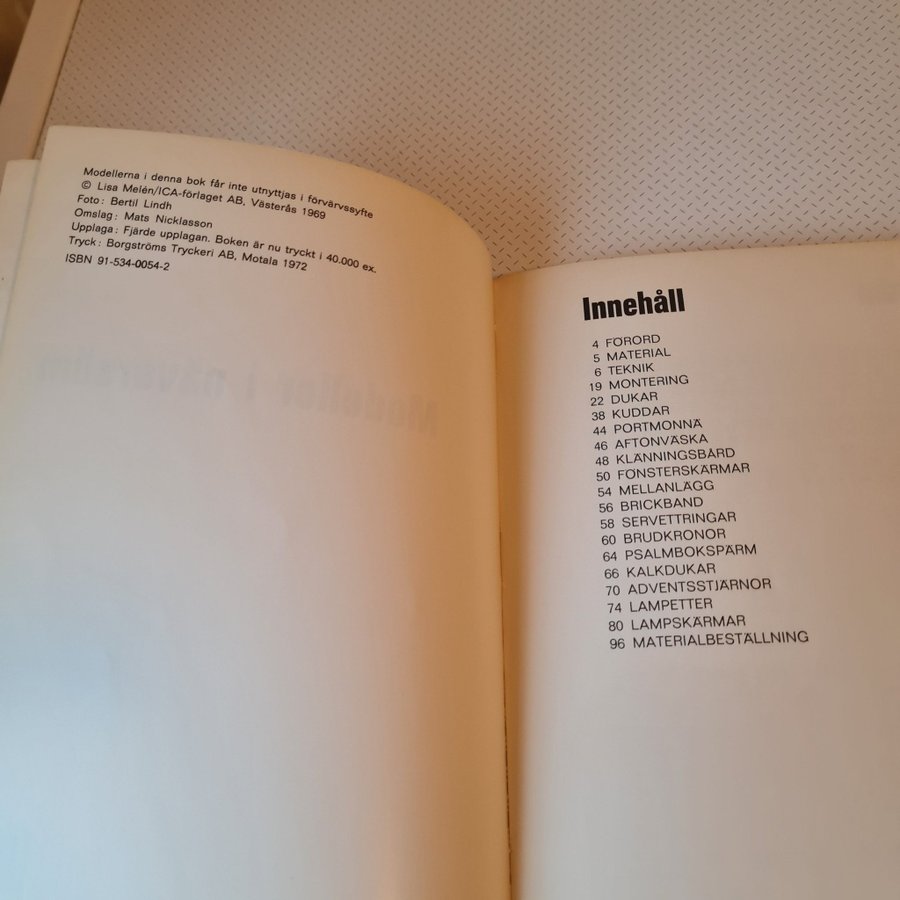 Modellerna i denna bok får inte utnyttjas i förvärvssyfte
© Lisa Melén/ICA-förlaget AB, Västerås 1969
Foto: Bertil Lindh
Omslag: Mats Nicklasson
Upplaga: Fjärde upplagan. Boken är nu tryckt i 40.000 ex.
Tryck: Borgströms Tryckeri AB, Motala 1972
ISBN 91-534-0054-2
Innehåll
4 FÖRORD
5 MATERIAL
6 TEKNIK
19 MONTERING
22 DUKAR
38 KUDDAR
44 PORTMONNÄ
46 AFTONVÄSKA
48 KLÄNNINGSBÅRD
50 FÖNSTERSKÄRMAR
54 MELLANLÄGG
56 BRICKBAND
58 SERVETTRINGAR
60 BRUDKRONOR
64 PSALMBOKSPÄRM
66 KALKDUKAR
70 ADVENTSSTJÄRNOR
74 LAMPETTER
80 LAMPSKÄRMAR
96 MATERIALBESTÄLLNING